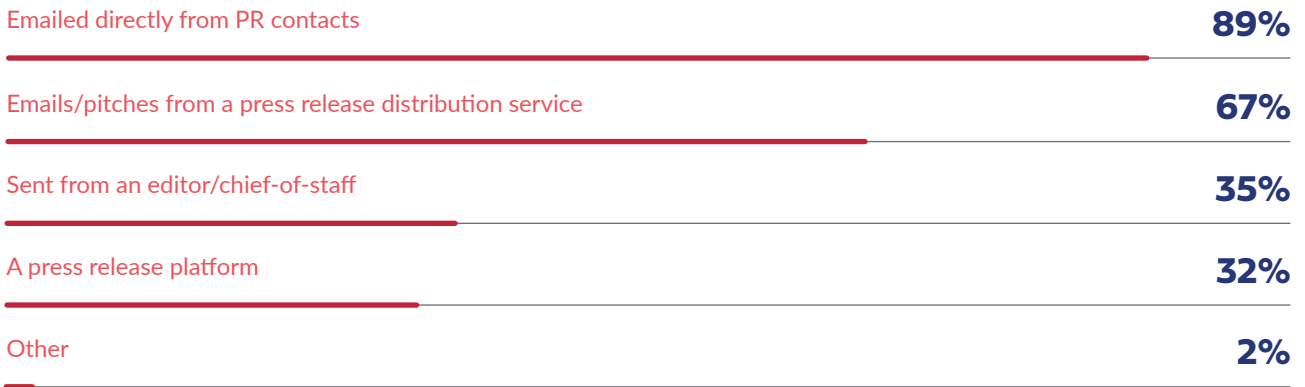 Emailed directly from PR contacts 89%
Emails/pitches from a press release distribution service 67%
Sent from an editor/chief-of-staff 35%
A press release platform 32%
Other 2%